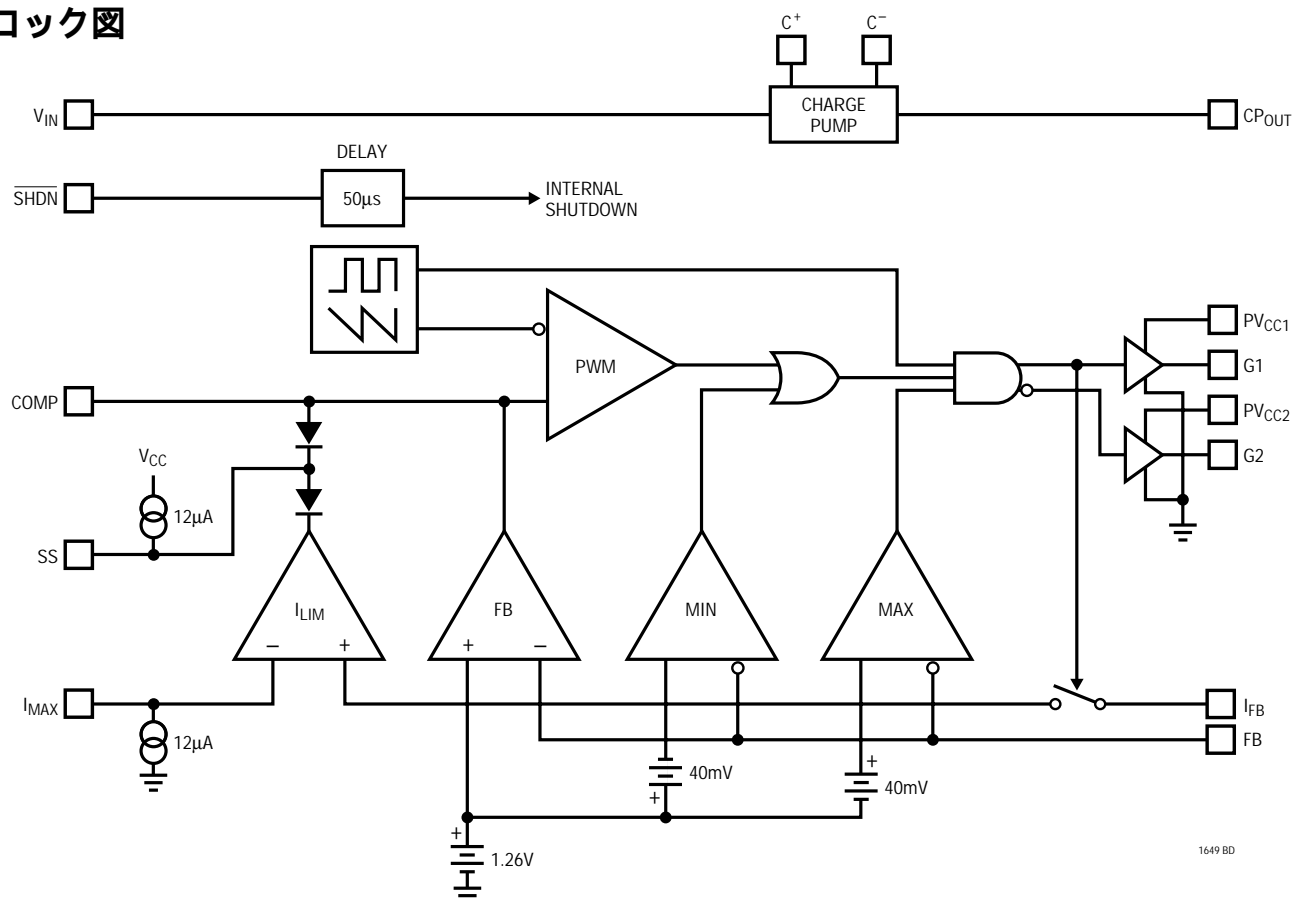 ロック図
C+ C−
VIN
CHARGE
PUMP
CPOUT
DELAY
SHDN
50µs
INTERNAL
SHUTDOWN
PWM
PVCC1
G1
COMP
PVCC2
G2
VCC
12µA
SS
ILIM
− +
FB
+ −
MIN
MAX
IMAX
12µA
IFB
FB
40mV
+
+
40mV
+
1.26V
1649 BD